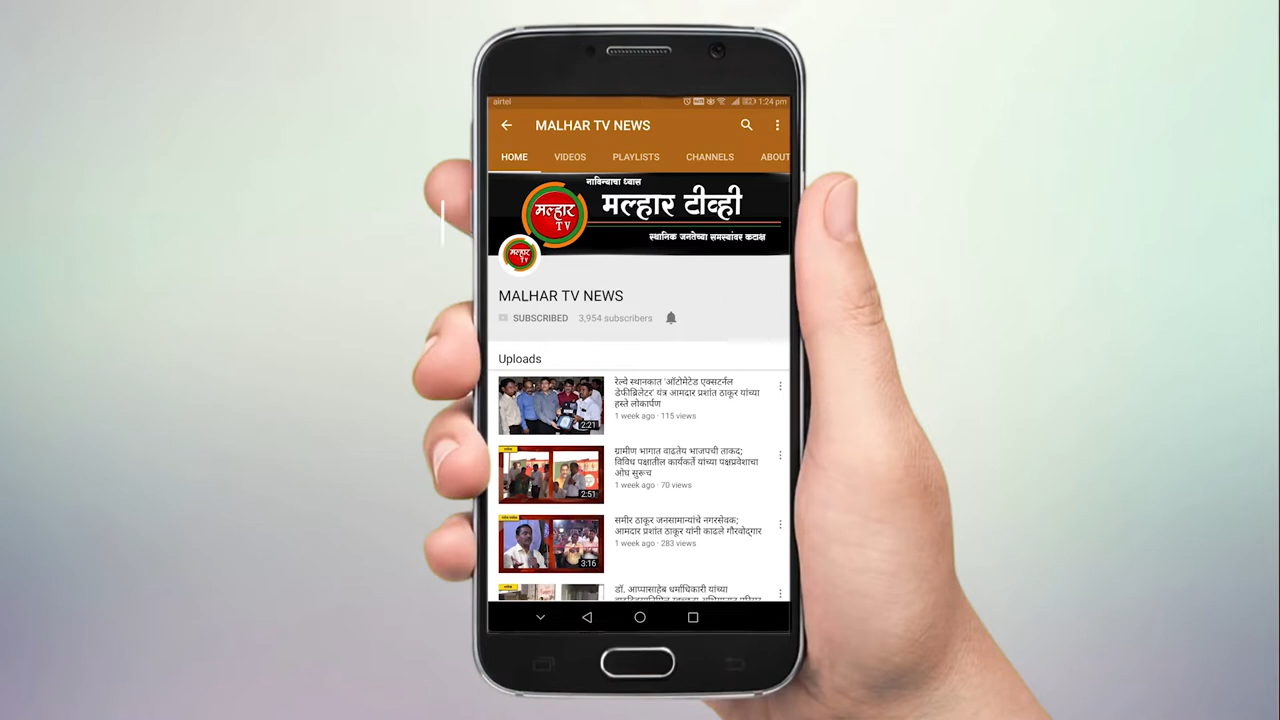 airtel 1:24 pm
MALHAR TV NEWS
HOME VIDEOS PLAYLISTS CHANNELS ABOUT
नाविन्याचा ध्यास
मल्हार टीव्ही
मल्हार
TV
स्थानिक जनतेच्या समस्यांवर कटाक्ष
मल्हार
TV
MALHAR TV NEWS
SUBSCRIBED 3,954 subscribers
Uploads
रेल्वे स्थानकात 'ऑटोमेटेड एक्सटर्नल
डेफीब्रिलेटर' यंत्र आमदार प्रशांत ठाकूर यांच्या
हस्ते लोकार्पण
1 week ago · 115 views
2:21
ग्रामीण भागात वाढतेय भाजपची ताकद;
विविध पक्षातील कार्यकर्ते यांच्या पक्षप्रवेशाचा
ओघ सुरूच
1 week ago · 70 views
2:51
समीर ठाकूर जनसामान्यांचे नगरसेवक;
आमदार प्रशांत ठाकूर यांनी काढले गौरवोद्गार
1 week ago · 283 views
3:16
डॉ. आप्पासाहेब धर्माधिकारी यांच्या